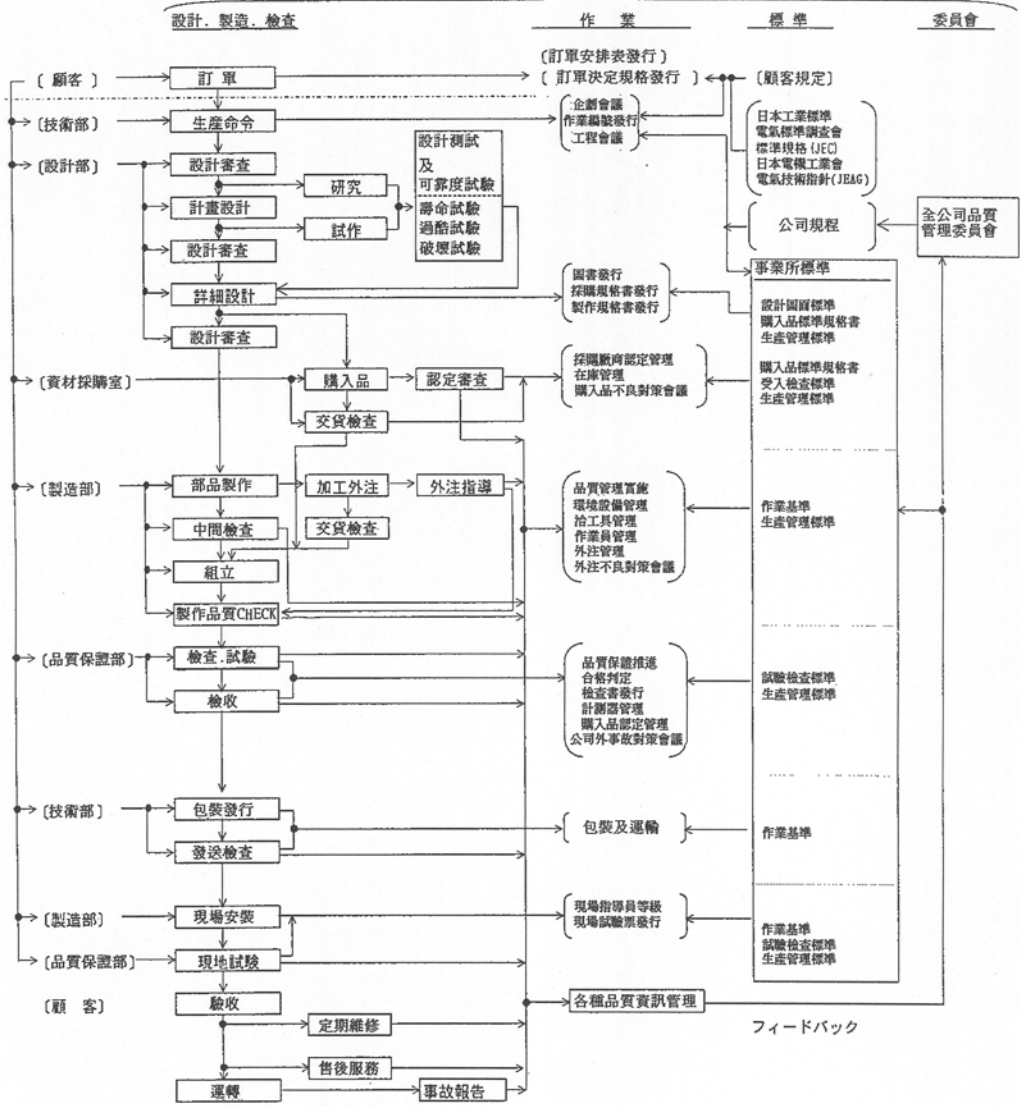 設計．製造．檢查
作 業
標 準
委員會
(訂單安排表發行)
〔顧客〕
訂單
〔訂單決定規格發行〕
〔顧客規定〕
〔技術部〕
生産命令
企劃會議
作業編號發行
工程會議
日本工業標準
電氣標準調查會
標準規格(JEC)
日本電機工業會
電氣技術指針(JEAG)
〔設計部〕
設計審查
研究
計畫設計
試作
設計審查
設計測試
及
可靠度試驗
壽命試驗
過酷試驗
破壞試驗
公司規程
全公司品質
管理委員會
事業所標準
詳細設計
圖書發行
採購規格書發行
製作規格書發行
設計圖面標準
購入品標準規格書
生産管理標準
設計審查
〔資材採購室〕
購入品
認定審查
採購廠商認定管理
在庫管理
購入品不良對策會議
購入品標準規格書
受入檢查標準
生産管理標準
交貨檢查
〔製造部〕
部品製作
加工外注
外注指導
品質管理實施
環境設備管理
治工具管理
作業員管理
外注管理
外注不良對策會議
作業基準
生産管理標準
中間檢查
交貨檢查
組立
製作品質CHECK
〔品質保證部〕
檢查．試驗
檢收
品質保證推進
合格判定
檢查書發行
計測器管理
購入品認定管理
公司外事故對策會議
試驗檢查標準
生産管理標準
〔技術部〕
包裝發行
包裝及運輸
作業基準
發送檢查
〔製造部〕
現場安裝
現場指導員等級
現場試驗票發行
作業基準
試驗檢查標準
生産管理標準
〔品質保證部〕
現地試驗
〔顧 客〕
驗收
各種品質資訊管理
フィードバック
定期維修
售後服務
運轉
事故報告